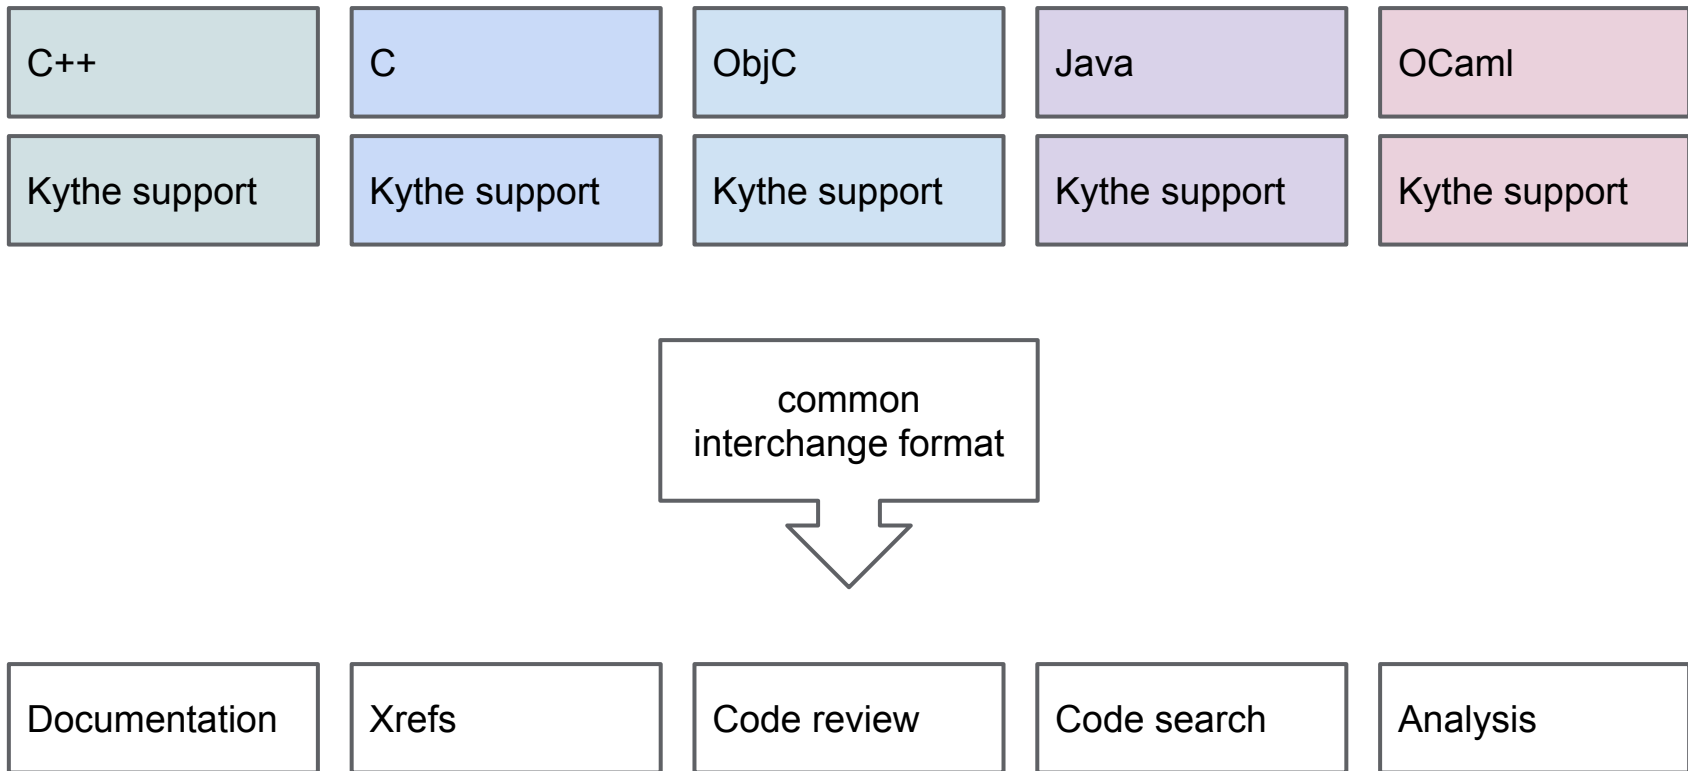 C++
C
ObjC
Java
OCaml
Kythe support
Kythe support
Kythe support
Kythe support
Kythe support
common
interchange format
Documentation
Xrefs
Code review
Code search
Analysis